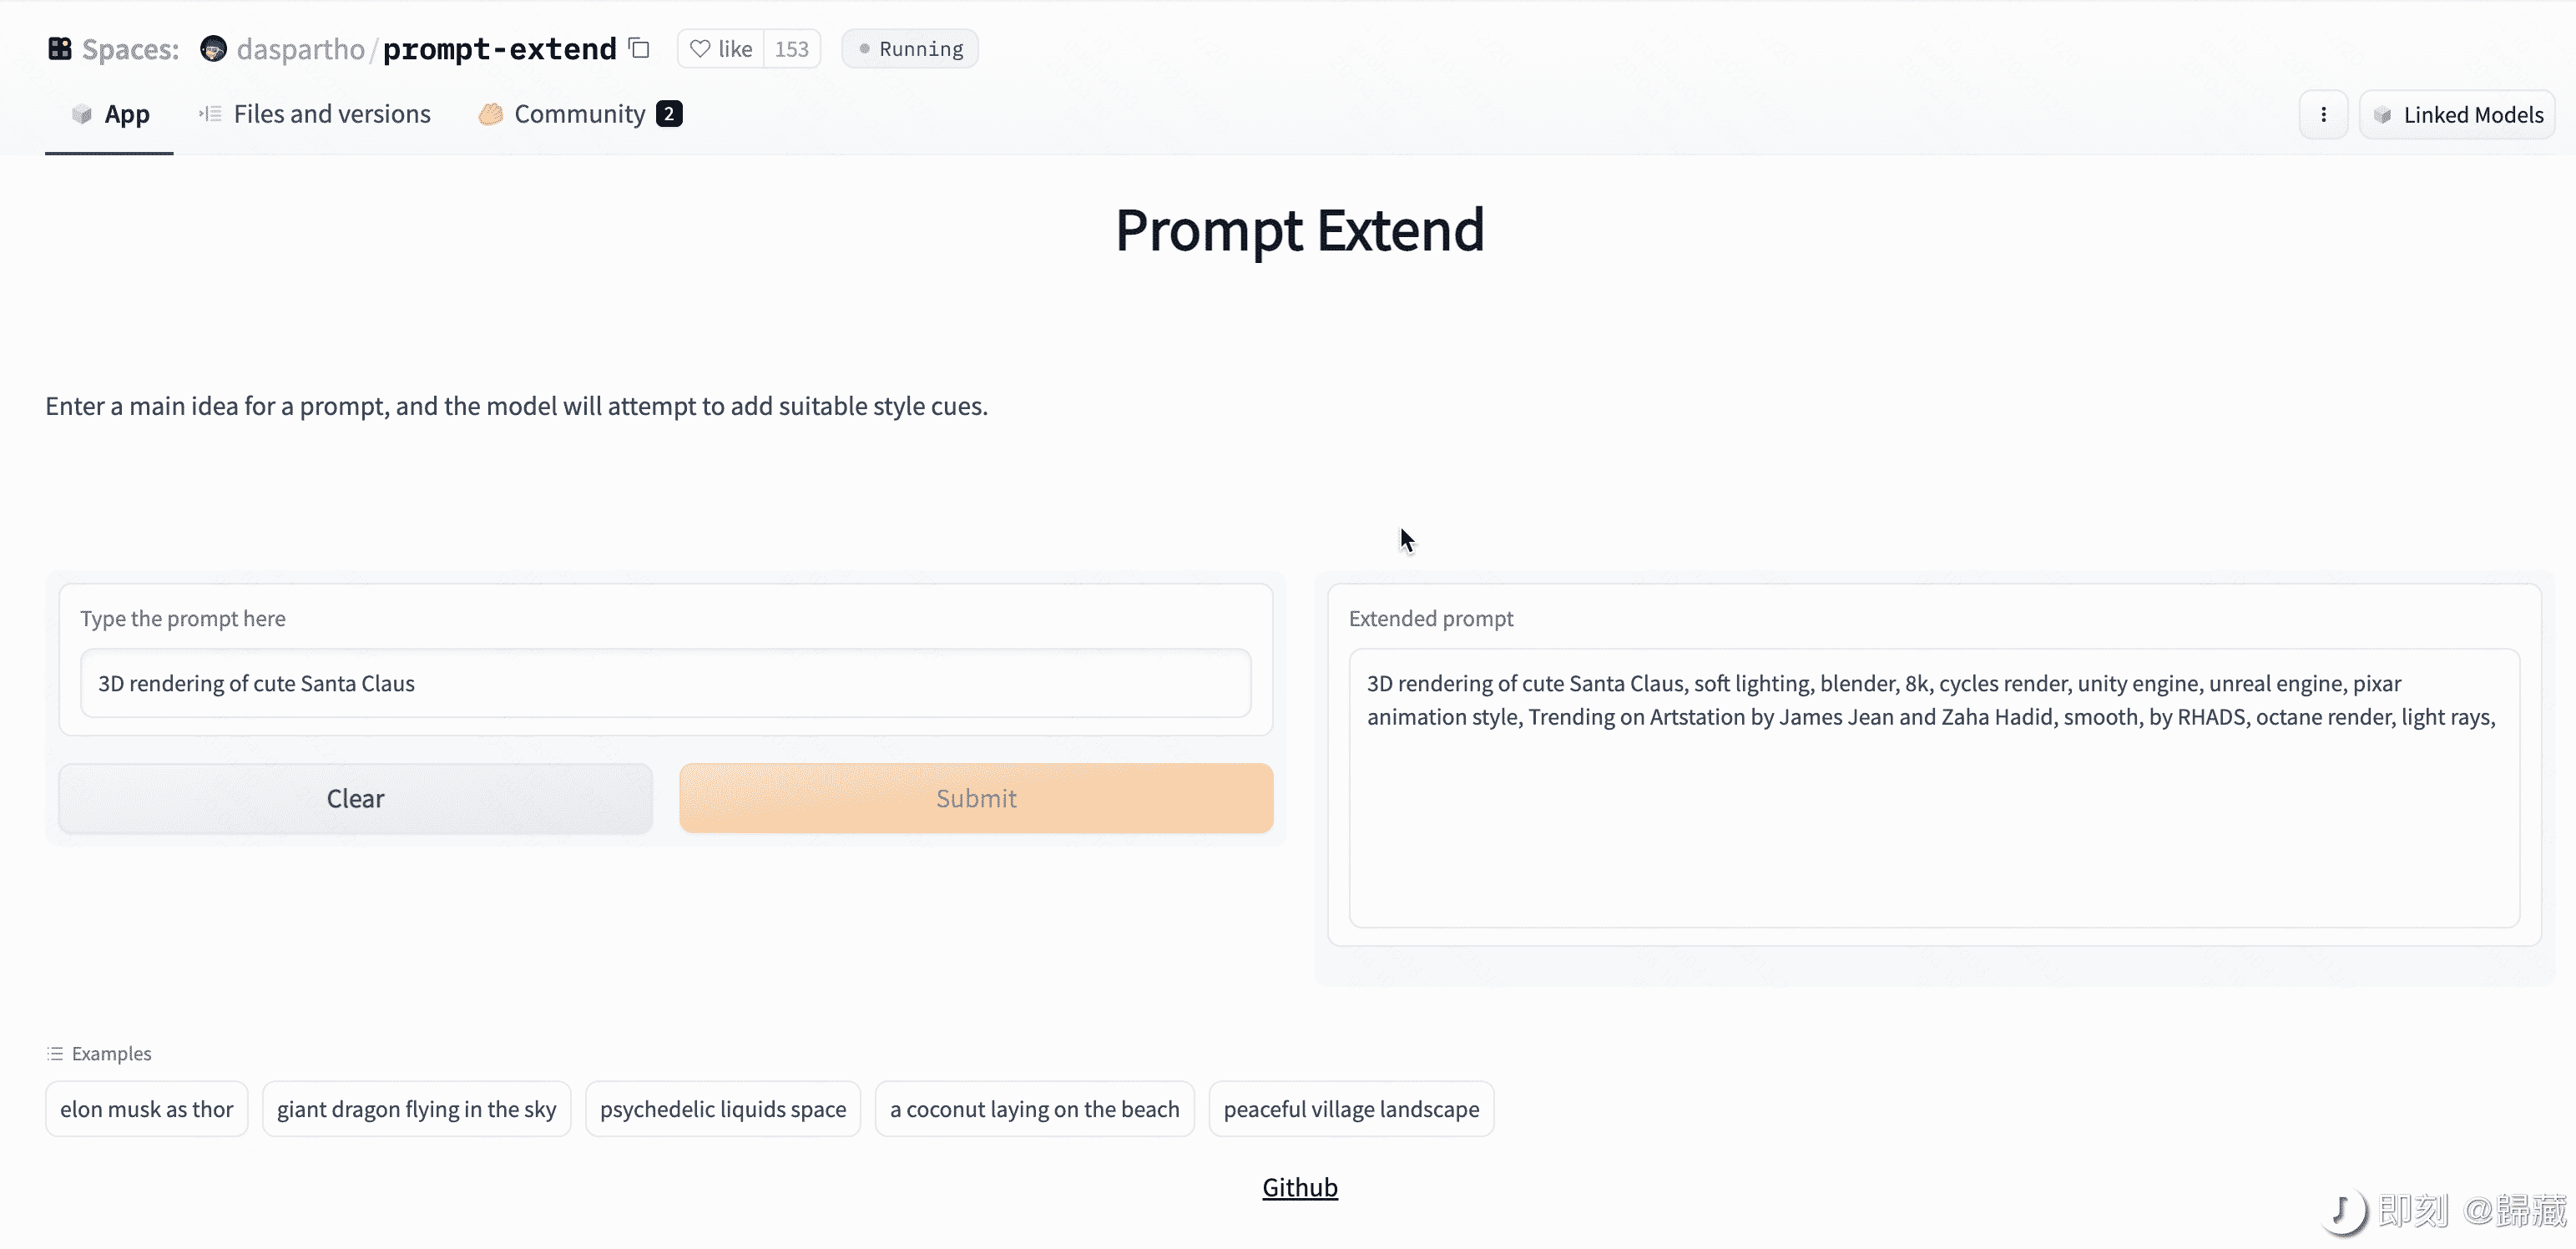 Spaces: daspartho/prompt-extend like 153 Running
App Files and versions Community 2 Linked Models
Prompt Extend
Enter a main idea for a prompt, and the model will attempt to add suitable style cues.
Type the prompt here
3D rendering of cute Santa Claus
Clear Submit
Extended prompt
3D rendering of cute Santa Claus, soft lighting, blender, 8k, cycles render, unity engine, unreal engine, pixar
animation style, Trending on Artstation by James Jean and Zaha Hadid, smooth, by RHADS, octane render, light rays,
Examples
elon musk as thor giant dragon flying in the sky psychedelic liquids space a coconut laying on the beach peaceful village landscape
Github
即刻 @歸藏